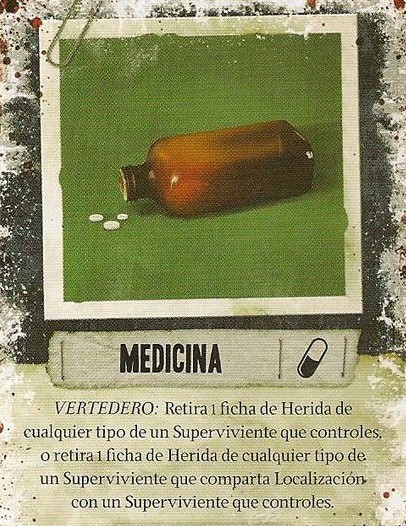 MEDICINA
VERTEDERO: Retira 1 ficha de Herida de
cualquier tipo de un Superviviente que controles,
o retira 1 ficha de Herida de cualquier tipo de
un Superviviente que comparta Localización
con un Superviviente que controles.